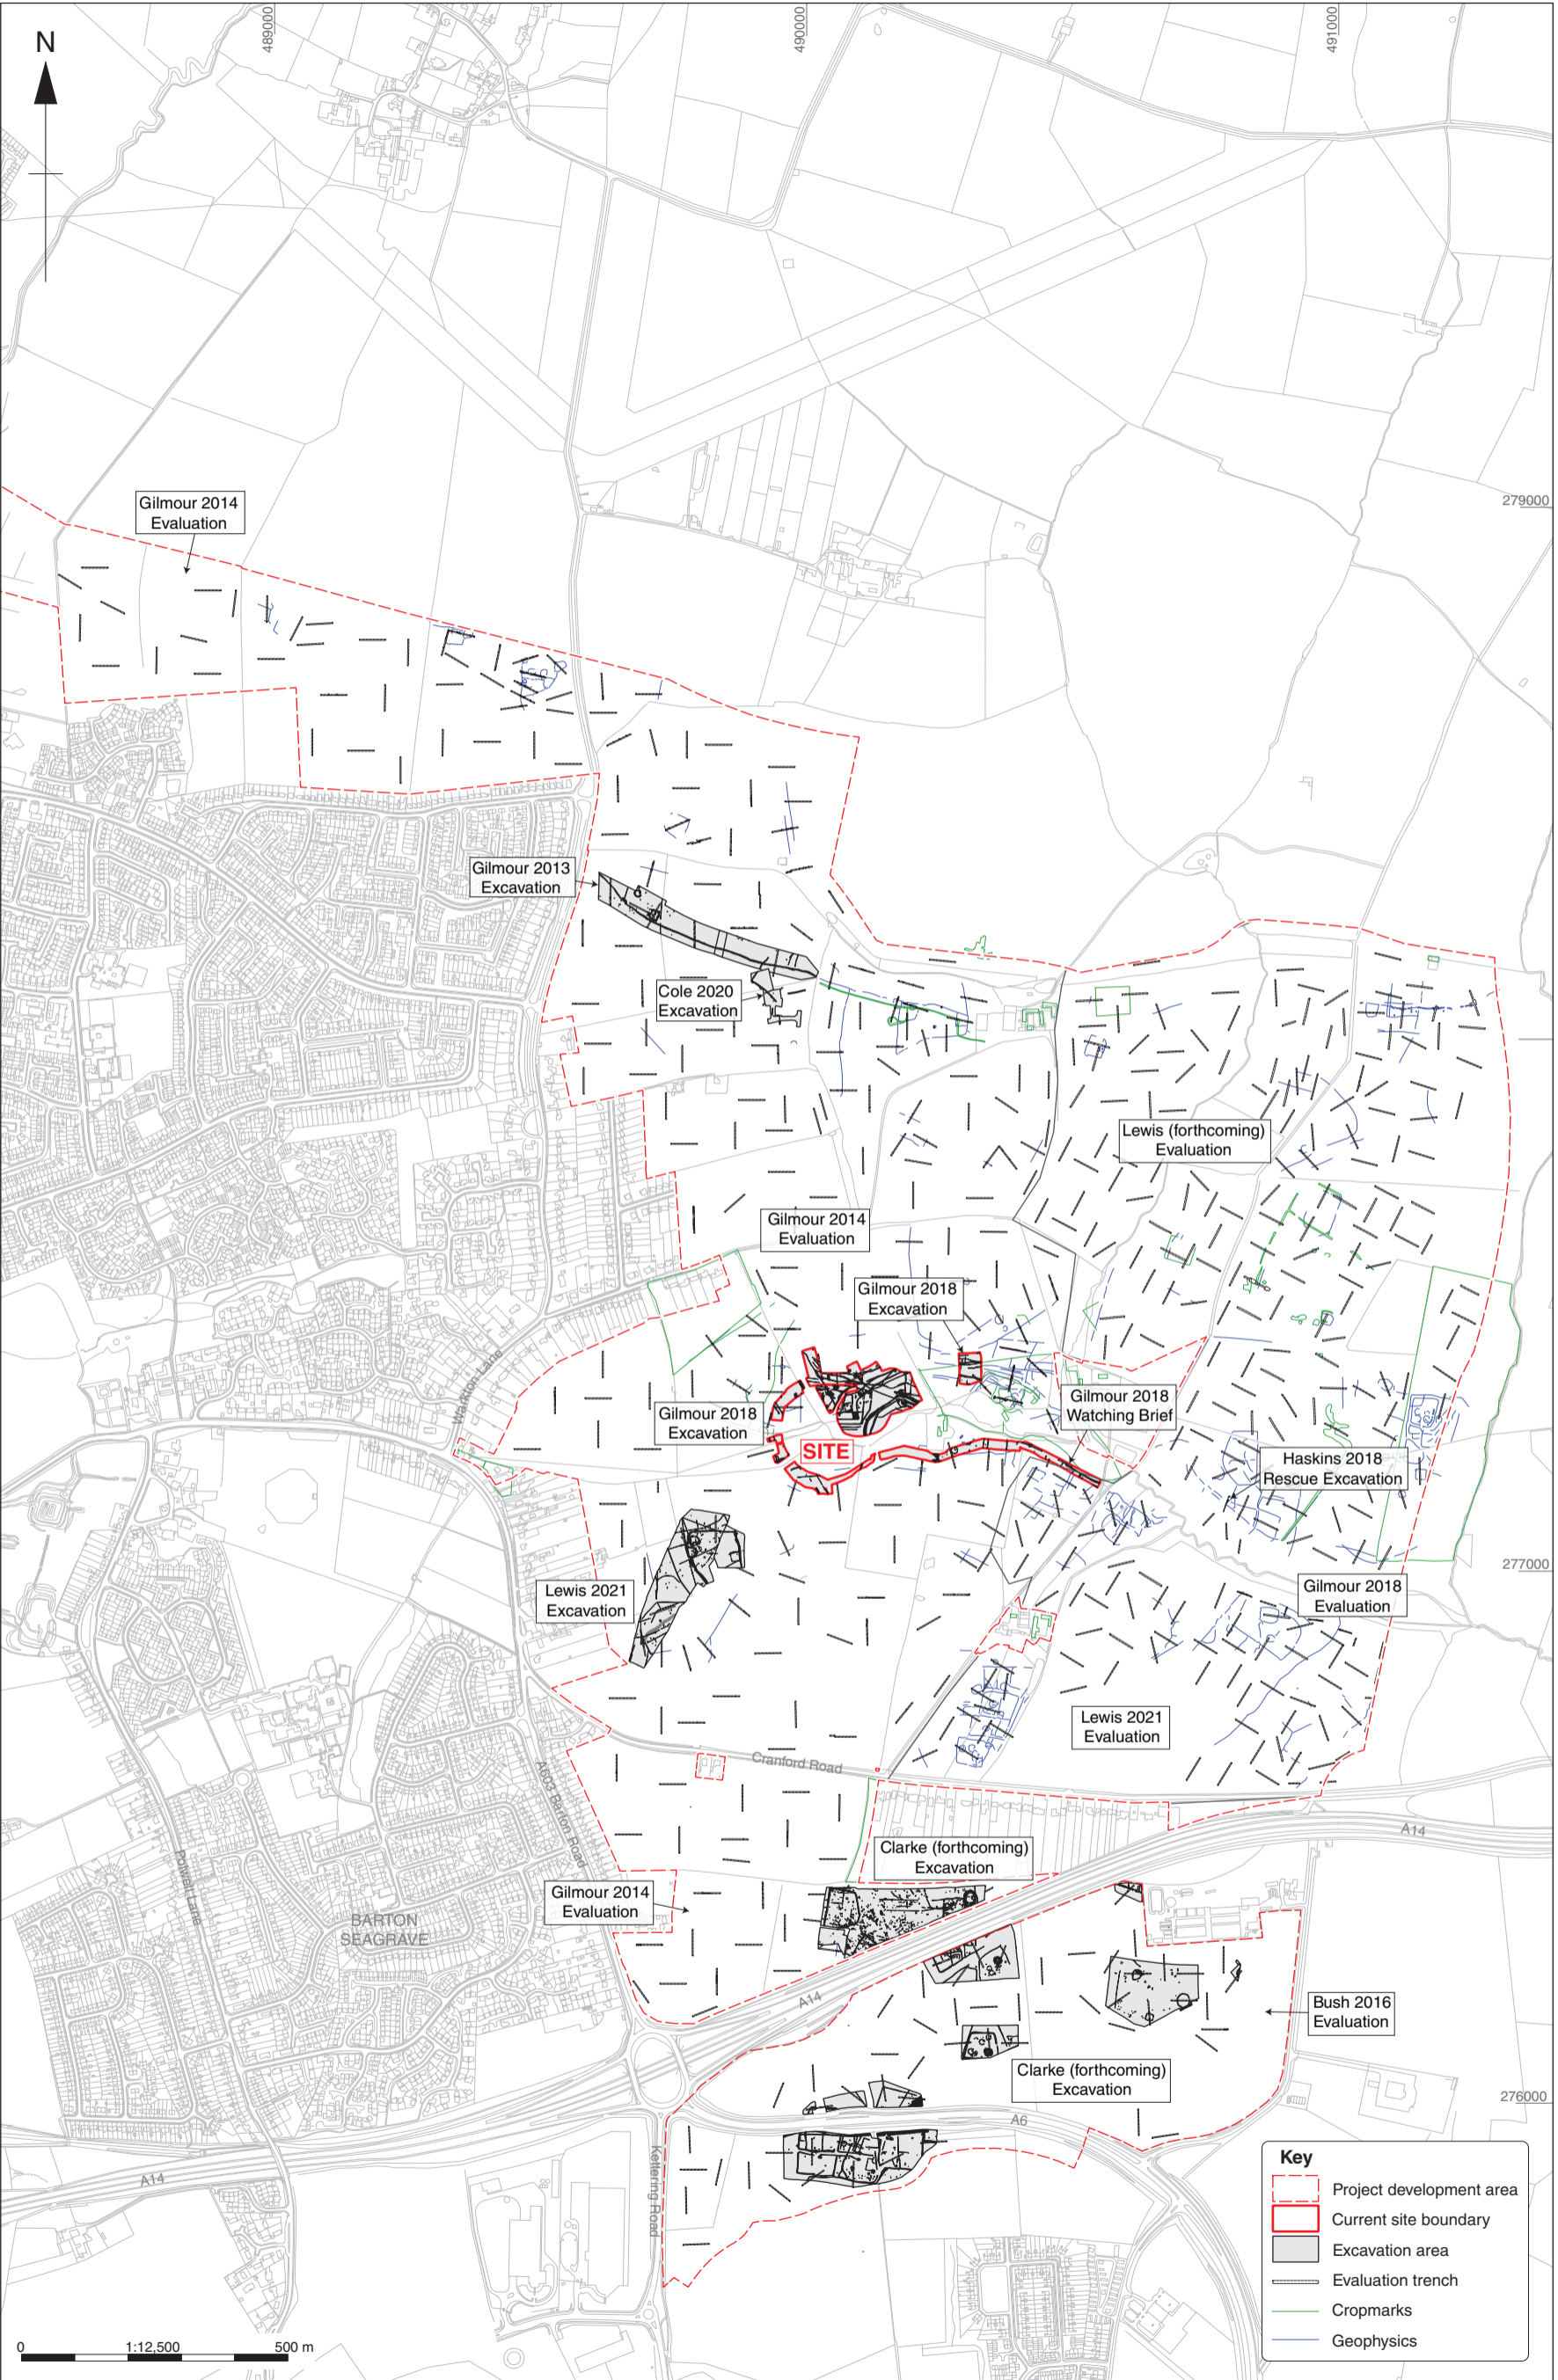 489000
490000
491000
N
279000
Gilmour 2014
Evaluation
Gilmour 2013
Excavation
Cole 2020
Excavation
Lewis (forthcoming)
Evaluation
Gilmour 2014
Evaluation
Gilmour 2018
Excavation
Warkton Lane
Gilmour 2018
Excavation
Gilmour 2018
Watching Brief
SITE
Haskins 2018
Rescue Excavation
277000
Lewis 2021
Excavation
Gilmour 2018
Evaluation
Lewis 2021
Evaluation
Cranford Road
A603 Barton Road
A14
Clarke (forthcoming)
Excavation
Polwell Lane
Gilmour 2014
Evaluation
BARTON
SEAGRAVE
A14
Bush 2016
Evaluation
Clarke (forthcoming)
Excavation
276000
A6
A14
Kettering Road
Key
Project development area
Current site boundary
Excavation area
Evaluation trench
Cropmarks
Geophysics
0
1:12,500
500 m